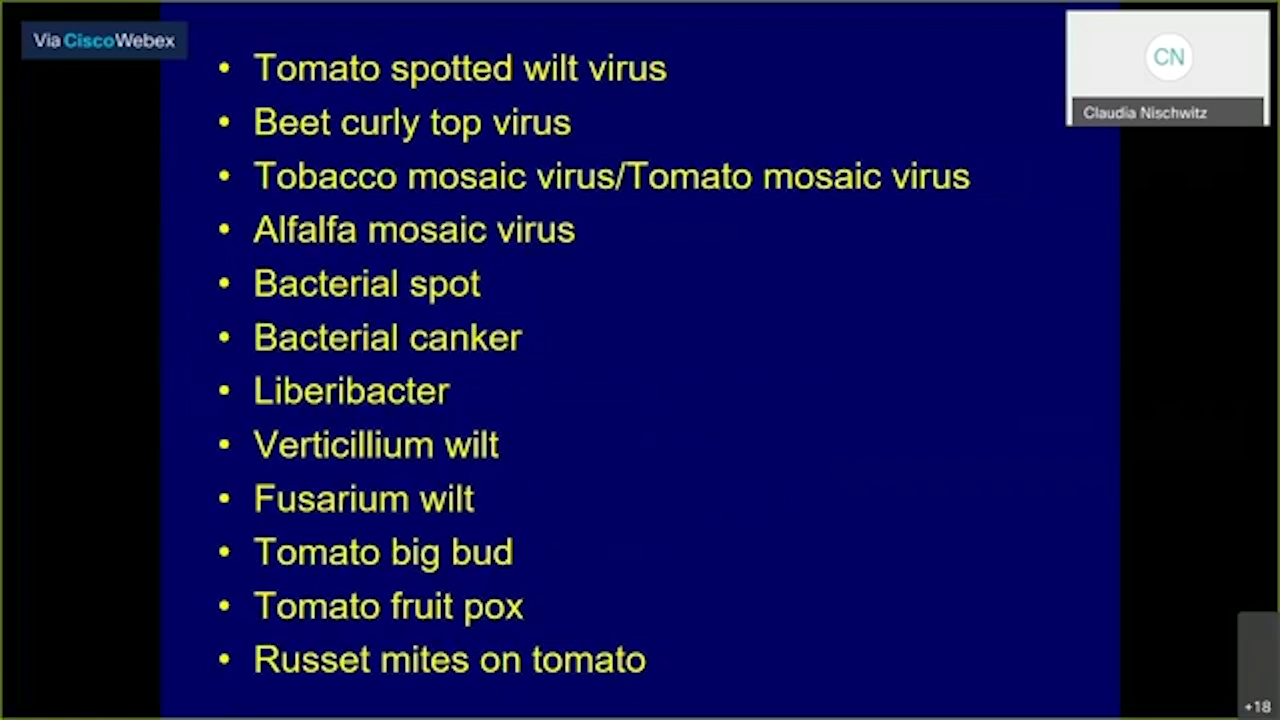 Via CiscoWebex
CN
Claudia Nischwitz
• Tomato spotted wilt virus
• Beet curly top virus
• Tobacco mosaic virus/Tomato mosaic virus
• Alfalfa mosaic virus
• Bacterial spot
• Bacterial canker
• Liberibacter
• Verticillium wilt
• Fusarium wilt
• Tomato big bud
• Tomato fruit pox
• Russet mites on tomato
+18